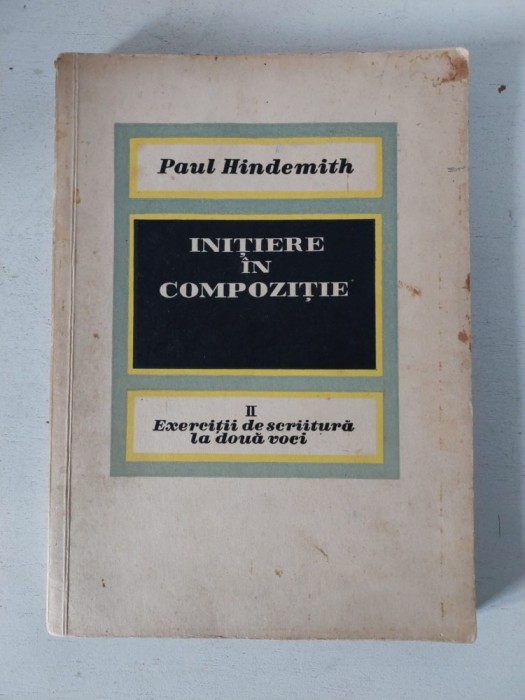 Paul Hindemith
INIȚIERE
ÎN
COMPOZIȚIE
II
Exerciții de scriitură
la două voci